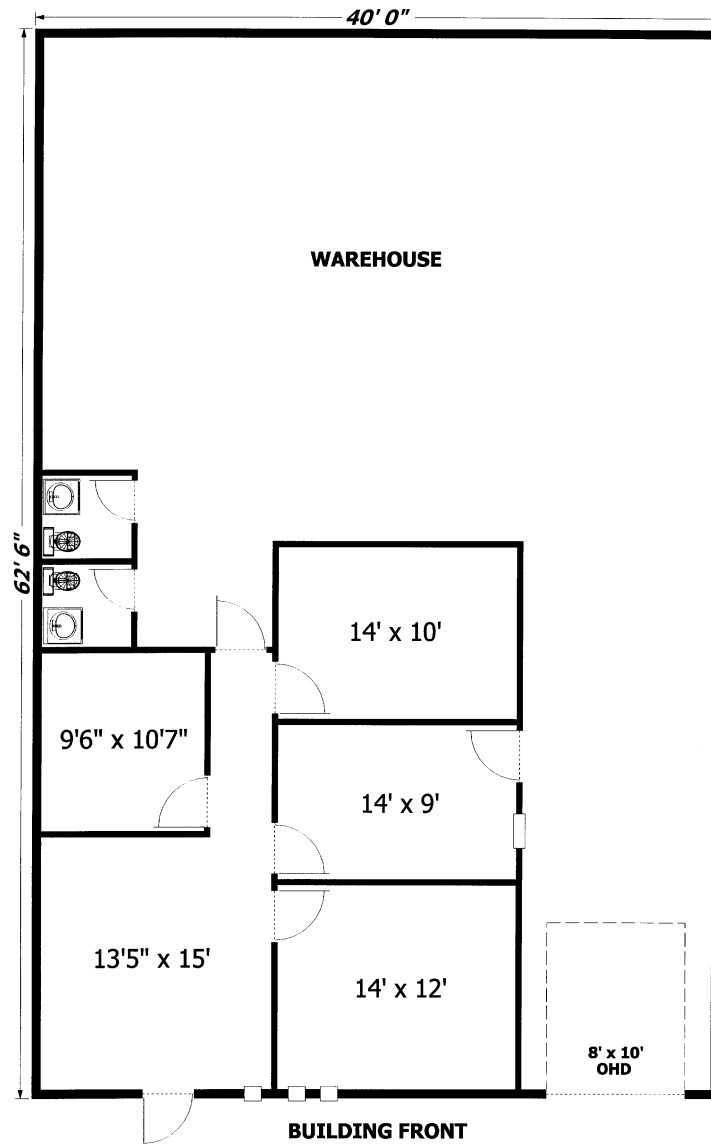 40' 0"
WAREHOUSE
62' 6"
14' x 10'
9'6" x 10'7"
14' x 9'
13'5" x 15'
14' x 12'
8' x 10'
OHD
BUILDING FRONT